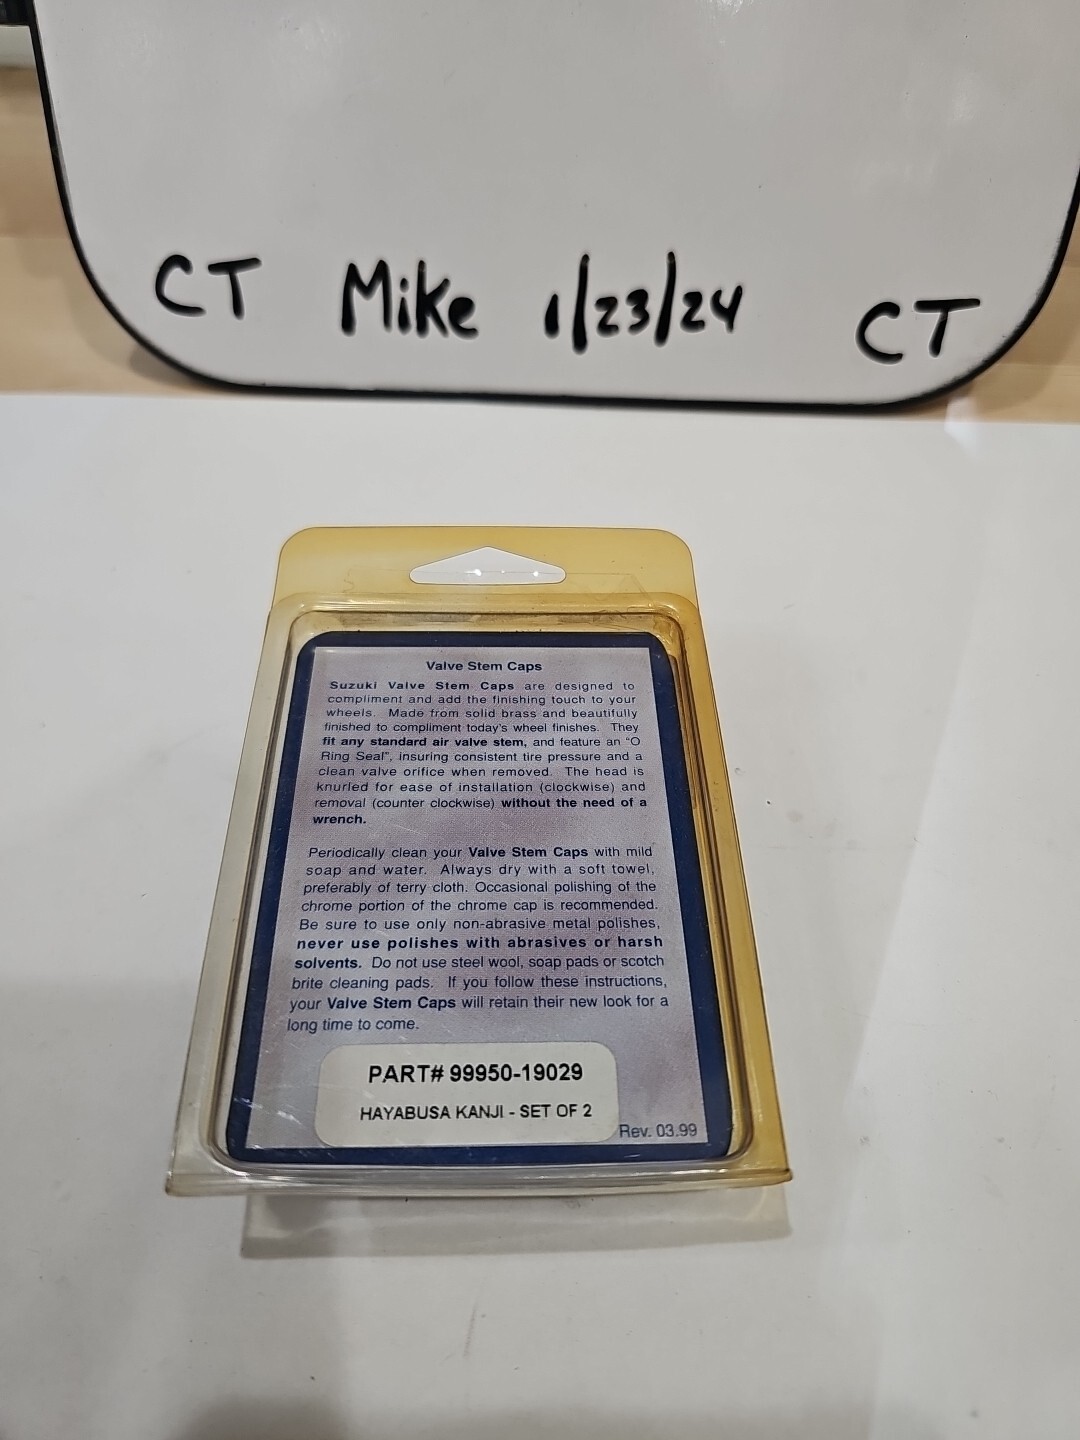 CT Mike 1/23/24 CT
Valve Stem Caps
Suzuki Valve Stem Caps are designed to
compliment and add the finishing touch to your
wheels. Made from solid brass and beautifully
finished to compliment today's wheel finishes. They
fit any standard air valve stem, and feature an "O
Ring Seal", insuring consistent tire pressure and a
clean valve orifice when removed. The head is
knurled for ease of installation (clockwise) and
removal (counter clockwise) without the need of a
wrench.
Periodically clean your Valve Stem Caps with mild
soap and water. Always dry with a soft towel,
preferably of terry cloth. Occasional polishing of the
chrome portion of the chrome cap is recommended.
Be sure to use only non-abrasive metal polishes,
never use polishes with abrasives or harsh
solvents. Do not use steel wool, soap pads or scotch
brite cleaning pads. If you follow these instructions,
your Valve Stem Caps will retain their new look for a
long time to come.
PART# 99950-19029
HAYABUSA KANJI - SET OF 2
Rev. 03.99